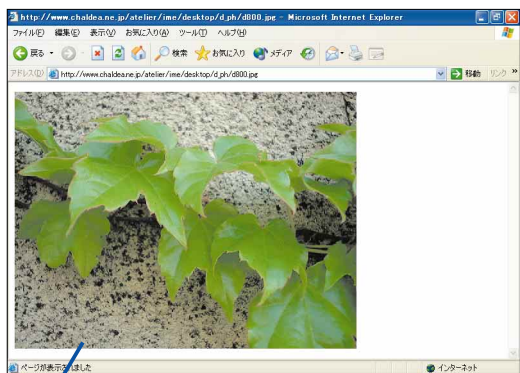 http://www.chaldea.ne.jp/atelier/ime/desktop/d_ph/d800.jpg - Microsoft Internet Explorer
ファイル(F) 編集(E) 表示(V) お気に入り(A) ツール(T) ヘルプ(H)
戻る 検索 お気に入り メディア
アドレス(D) http://www.chaldea.ne.jp/atelier/ime/desktop/d_ph/d800.jpg 移動 リンク »
ページが表示されました インターネット